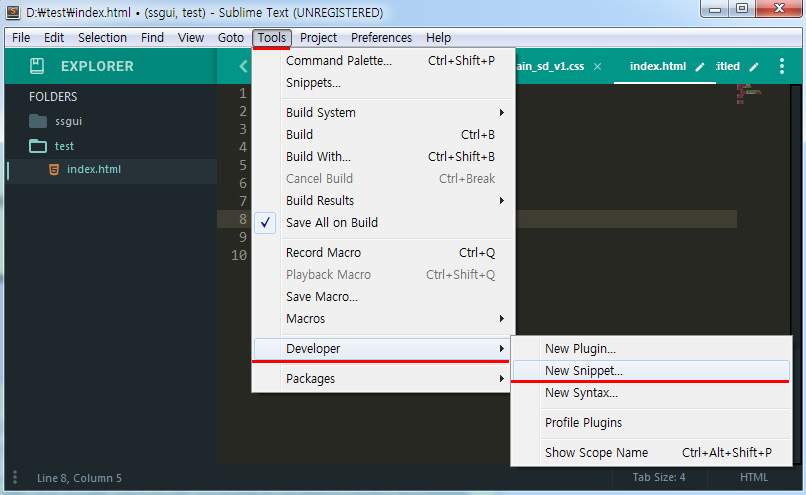 D:₩test₩index.html • (ssgui, test) - Sublime Text (UNREGISTERED)
File Edit Selection Find View Goto Tools Project Preferences Help
EXPLORER
ain_sd_v1.css × index.html itled
FOLDERS
ssgui
test
index.html
1
2
3
4
5
6
7
8
9
10
Command Palette... Ctrl+Shift+P
Snippets...
Build System
Build Ctrl+B
Build With... Ctrl+Shift+B
Cancel Build Ctrl+Break
Build Results
Save All on Build
Record Macro Ctrl+Q
Playback Macro Ctrl+Shift+Q
Save Macro...
Macros
Developer
Packages
New Plugin...
New Snippet...
New Syntax...
Profile Plugins
Show Scope Name Ctrl+Alt+Shift+P
Line 8, Column 5 Tab Size: 4 HTML